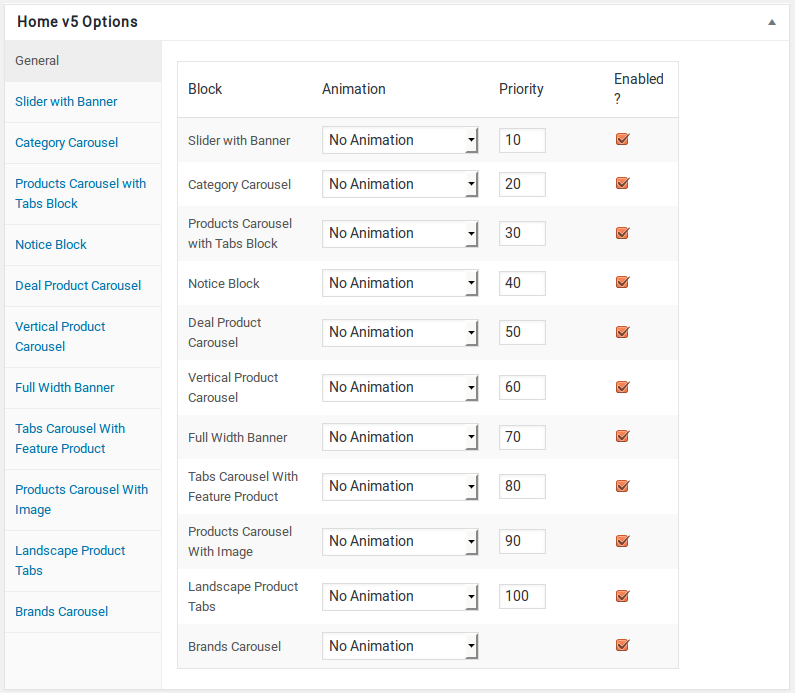 Home v5 Options
General
Slider with Banner
Category Carousel
Products Carousel with
Tabs Block
Notice Block
Deal Product Carousel
Vertical Product
Carousel
Full Width Banner
Tabs Carousel With
Feature Product
Products Carousel With
Image
Landscape Product
Tabs
Brands Carousel
Block Animation Priority Enabled
?
Slider with Banner No Animation 10
Category Carousel No Animation 20
Products Carousel
with Tabs Block No Animation 30
Notice Block No Animation 40
Deal Product
Carousel No Animation 50
Vertical Product
Carousel No Animation 60
Full Width Banner No Animation 70
Tabs Carousel With
Feature Product No Animation 80
Products Carousel
With Image No Animation 90
Landscape Product
Tabs No Animation 100
Brands Carousel No Animation